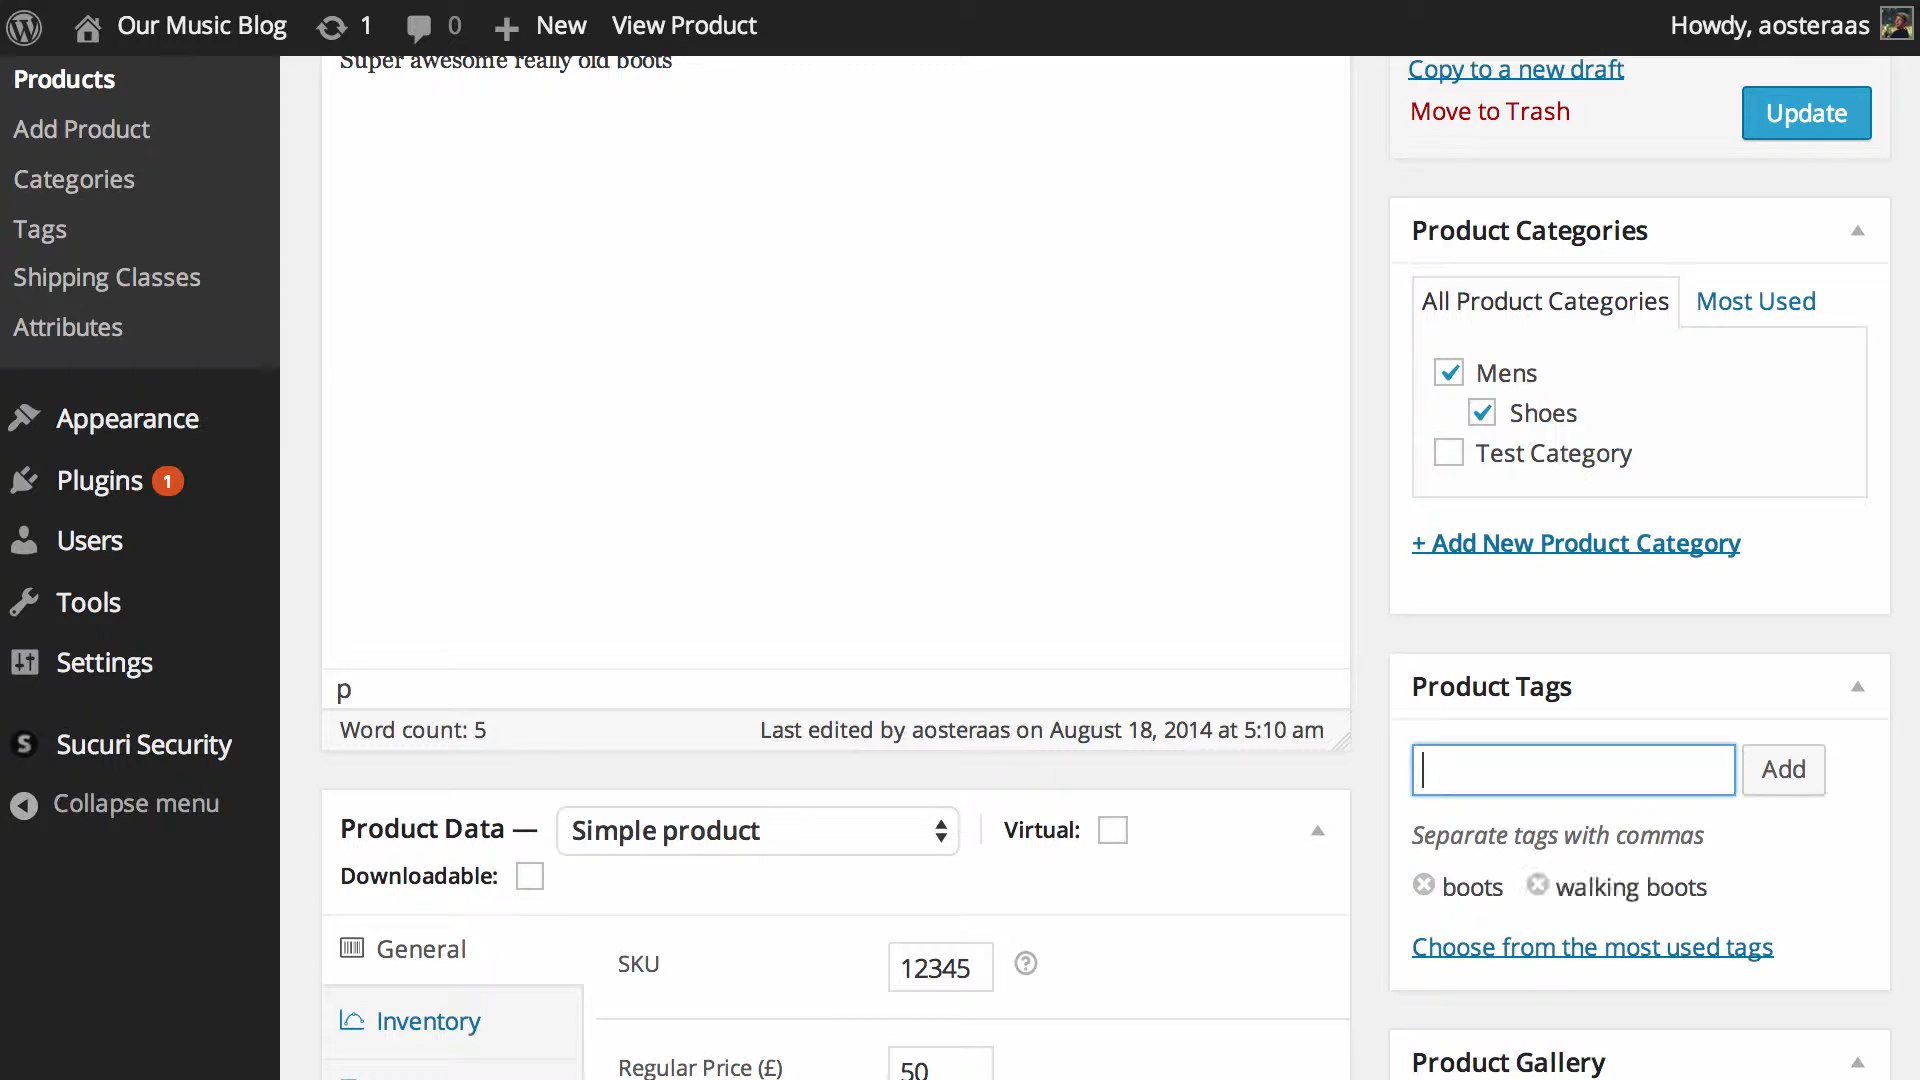 Our Music Blog 1 0 New View Product Howdy, aosteraas
Products
Add Product
Categories
Tags
Shipping Classes
Attributes
Appearance
Plugins 1
Users
Tools
Settings
Sucuri Security
Collapse menu
Super awesome really old boots
p
Word count: 5 Last edited by aosteraas on August 18, 2014 at 5:10 am
Product Data — Simple product Virtual:
Downloadable:
General
Inventory
SKU 12345
Regular Price (£) 50
Copy to a new draft
Move to Trash Update
Product Categories
All Product Categories Most Used
Mens
Shoes
Test Category
+ Add New Product Category
Product Tags
Add
Separate tags with commas
boots walking boots
Choose from the most used tags
Product Gallery